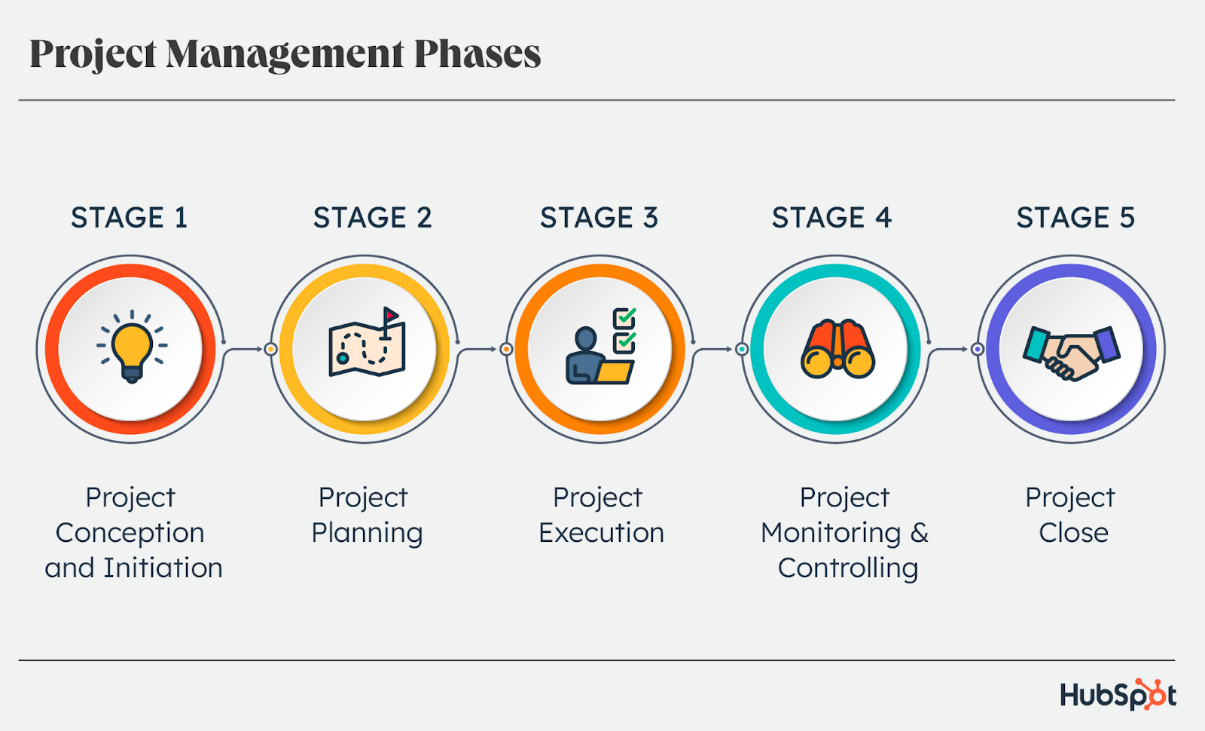 Project Management Phases
STAGE 1
STAGE 2
STAGE 3
STAGE 4
STAGE 5
Project
Conception
and Initiation
Project
Planning
Project
Execution
Project
Monitoring &
Controlling
Project
Close
HubSpot